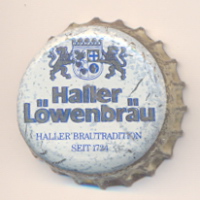 Haller
Löwenbräu
HALLER BRAUTRADITION
SEIT 1724